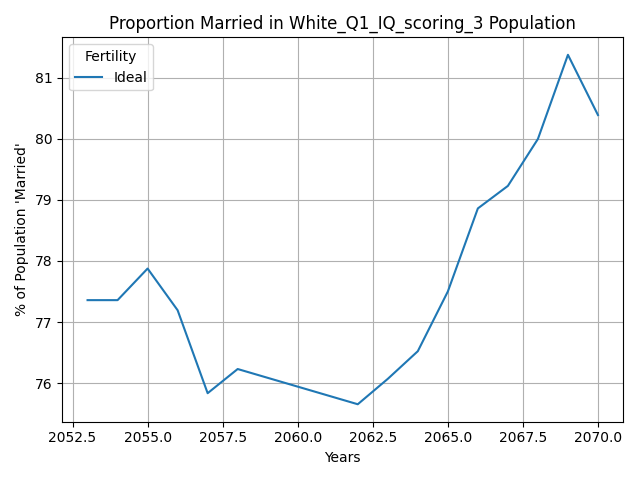 Proportion Married in White_Q1_IQ_scoring_3 Population
Fertility
Ideal
% of Population 'Married'
81
80
79
78
77
76
2052.5 2055.0 2057.5 2060.0 2062.5 2065.0 2067.5 2070.0
Years